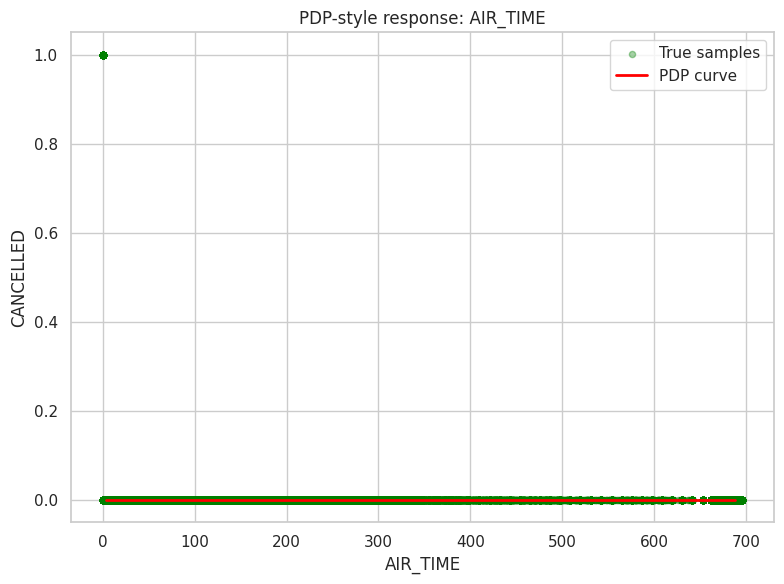 PDP-style response: AIR_TIME
True samples
PDP curve
CANCELLED
1.0
0.8
0.6
0.4
0.2
0.0
0 100 200 300 400 500 600 700
AIR_TIME